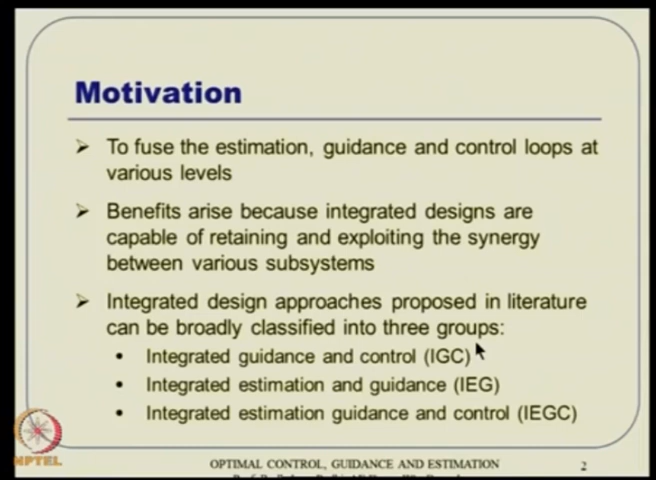 Motivation
To fuse the estimation, guidance and control loops at
various levels
Benefits arise because integrated designs are
capable of retaining and exploiting the synergy
between various subsystems
Integrated design approaches proposed in literature
can be broadly classified into three groups:
Integrated guidance and control (IGC)
Integrated estimation and guidance (IEG)
Integrated estimation guidance and control (IEGC)
NPTEL
OPTIMAL CONTROL, GUIDANCE AND ESTIMATION
2